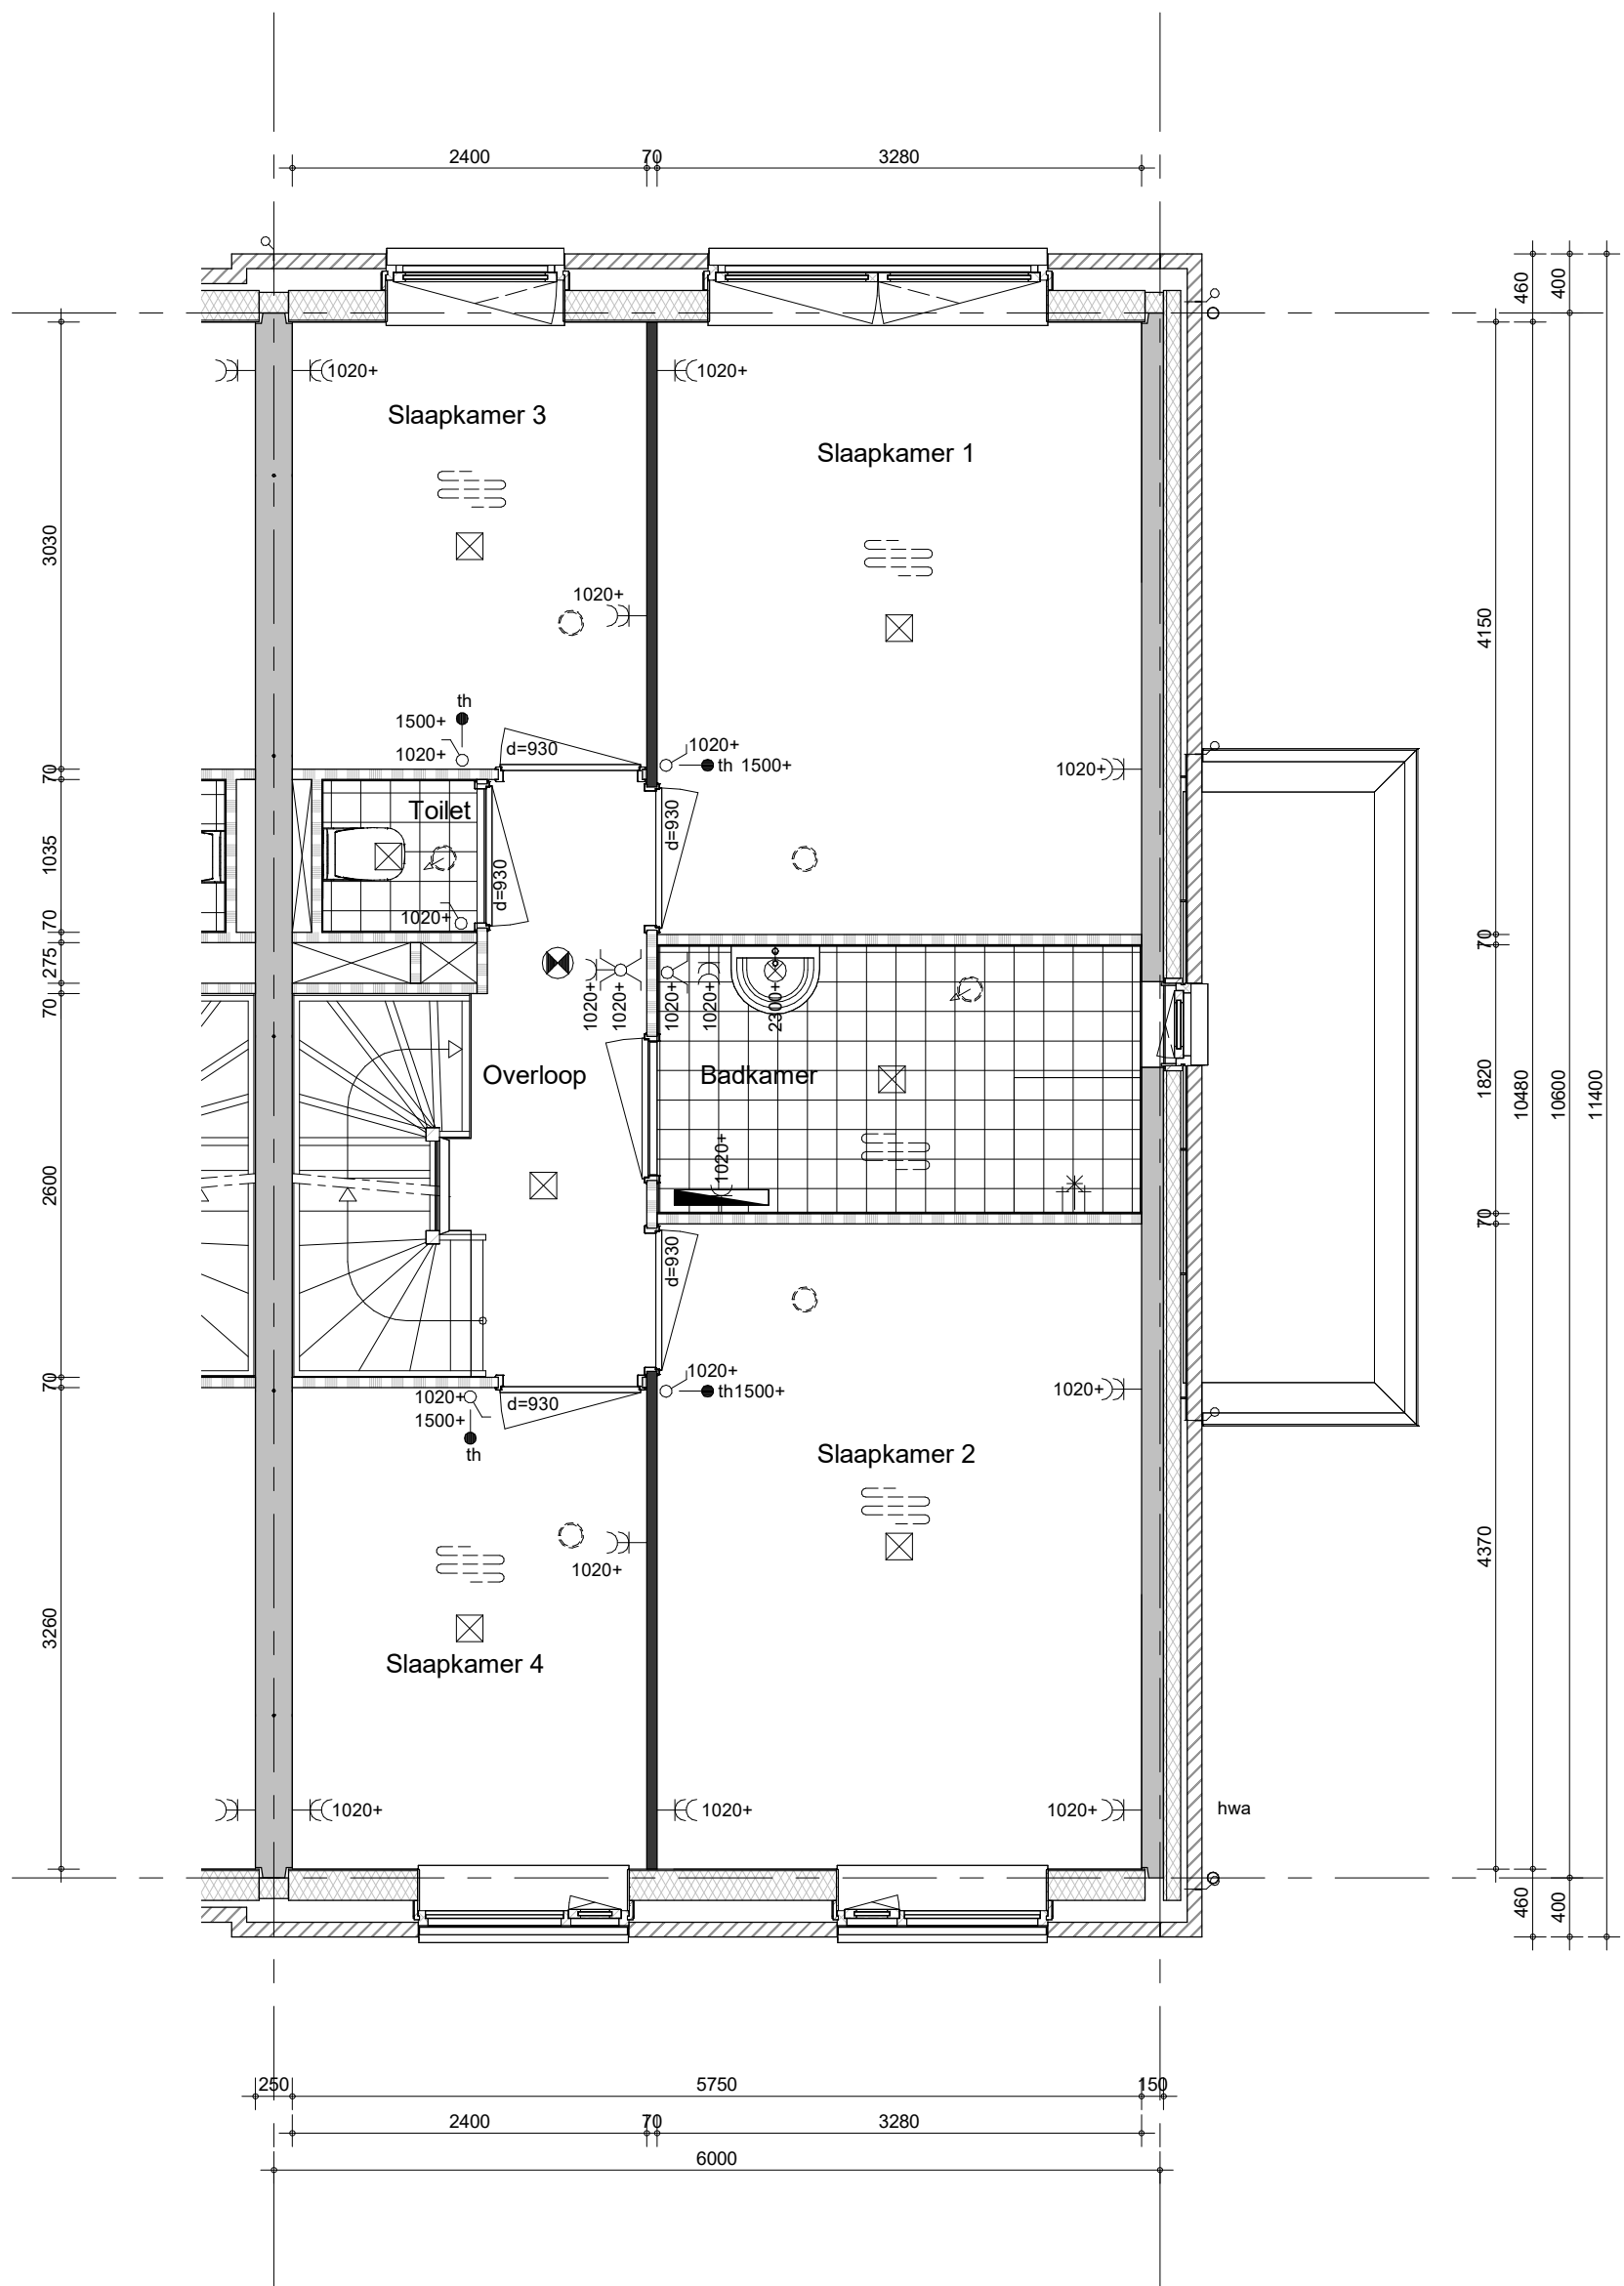 2400 70 3280
460 400
1020+ 1020+
Slaapkamer 3
Slaapkamer 1
3030
1020+
4150
th
1500+
1020+
d=930
1020+
th 1500+
1020+
70
Toilet
d=930
1035
d=930
1020+
70
70
275
1020+
1020+
1020+
1020+
2300+
70
Overloop
Badkamer
1820
10480
10600
11400
1020+
2600
70
d=930
70
1020+
1500+
th
d=930
1020+
th1500+
1020+
Slaapkamer 2
4370
1020+
3260
Slaapkamer 4
1020+
1020+
1020+
hwa
460 400
250 5750 150
2400 70 3280
6000